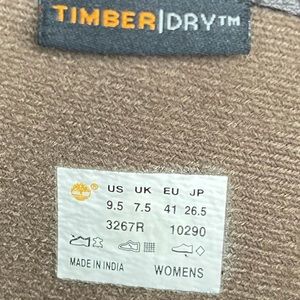 TIMBER|DRY™
US UK EU JP
9.5 7.5 41 26.5
3267R 10290
MADE IN INDIA WOMENS